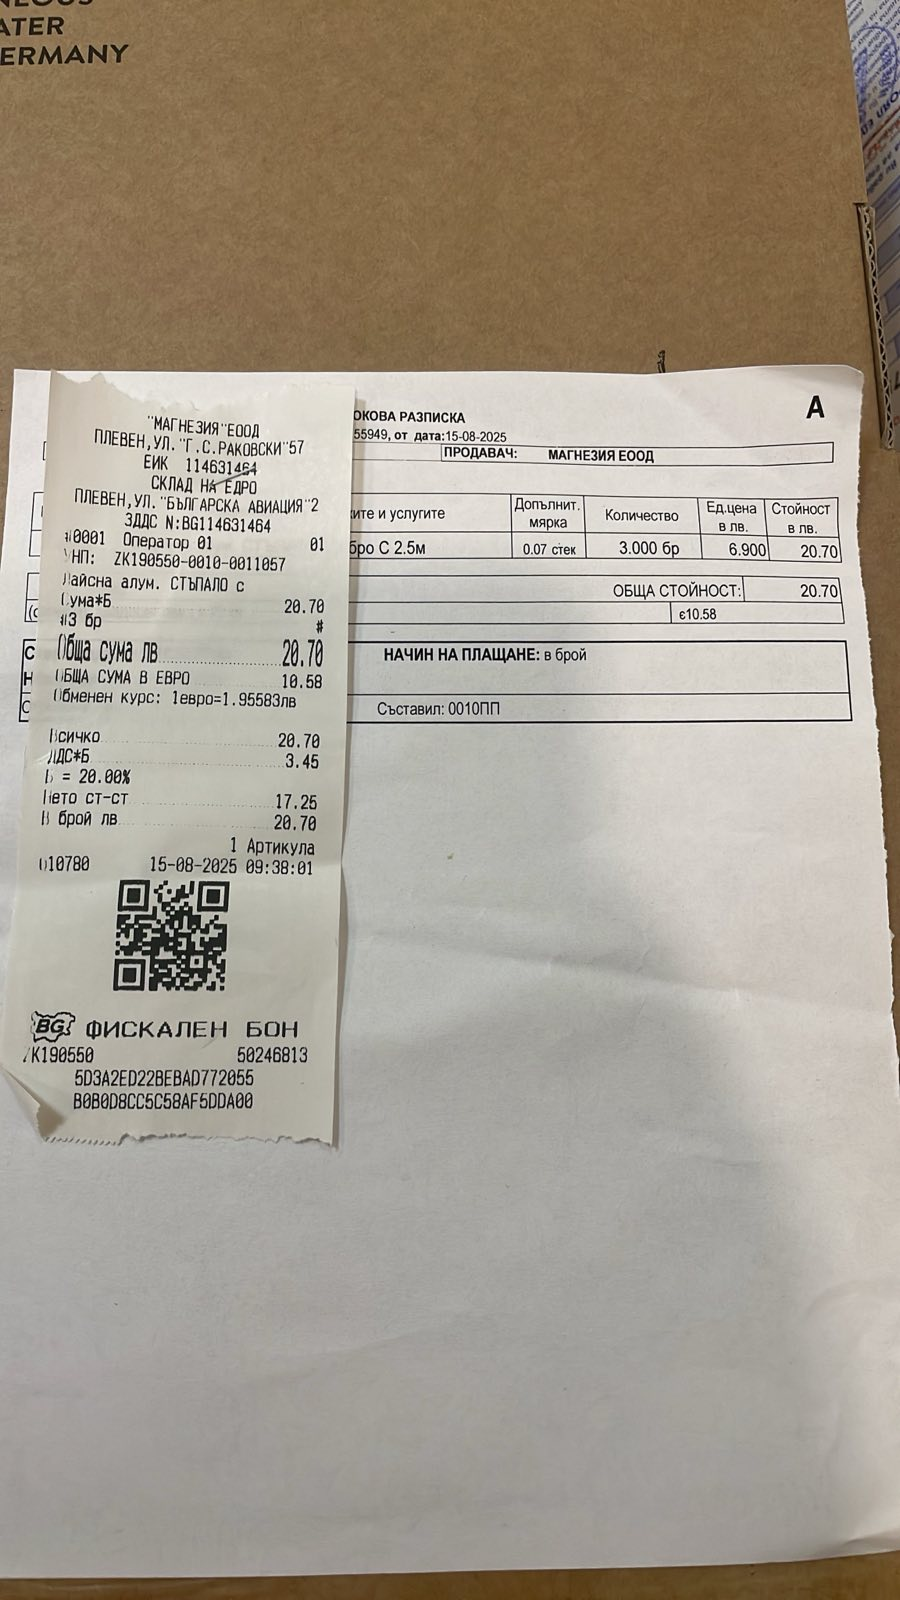 ATER
ERMANY
А
ОКОВА РАЗПИСКА
55949, от дата:15-08-2025
ПРОДАВАЧ: МАГНЕЗИЯ ЕООД
ите и услугите Допълнит. мярка Количество Ед.цена в лв. Стойност в лв.
бро С 2.5м 0.07 стек 3.000 бр 6.900 20.70
ОБЩА СТОЙНОСТ: 20.70
€10.58
НАЧИН НА ПЛАЩАНЕ: в брой
Съставил: 0010ПП
"МАГНЕЗИЯ"ЕООД
ПЛЕВЕН,УЛ."Г.С.РАКОВСКИ"57
ЕИК 114631464
СКЛАД НА ЕДРО
ПЛЕВЕН,УЛ."БЪЛГАРСКА АВИАЦИЯ"2
ЗДДС N:BG114631464
#0001 Оператор 01 01
УНП: ZK190550-0010-0011057
Лайсна алум. СТЪПАЛО с
Сума*Б 20.70
#3 бр #
Обща сума лв 20.70
ОБЩА СУМА В ЕВРО 10.58
Обменен курс: 1евро=1.95583лв
Всичко 20.70
ДДС*Б 3.45
Б = 20.00%
Нето ст-ст 17.25
В брой лв 20.70
1 Артикула
010780 15-08-2025 09:38:01
BG ФИСКАЛЕН БОН
ZK190550 50246813
5D3A2ED22BEBAD772055
B0B0D8CC5C58AF5DDA00